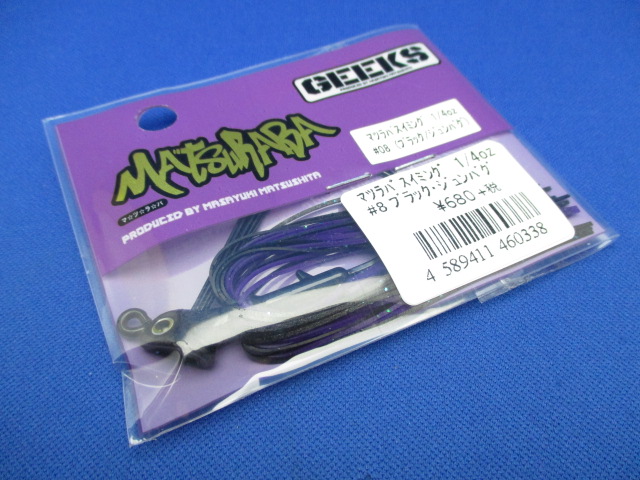 GEEKS
MATSURABA
マ☆ツ☆ラ☆バ
PRODUCED BY MASAYUKI MATSUSHITA
マツラバ スイミング 1/4oz
#08 (ブラック/ジュンバグ)
マツラバ スイミング 1/4oz
#8 ブラック・ジュンバグ
¥680+税
4 589411 460338